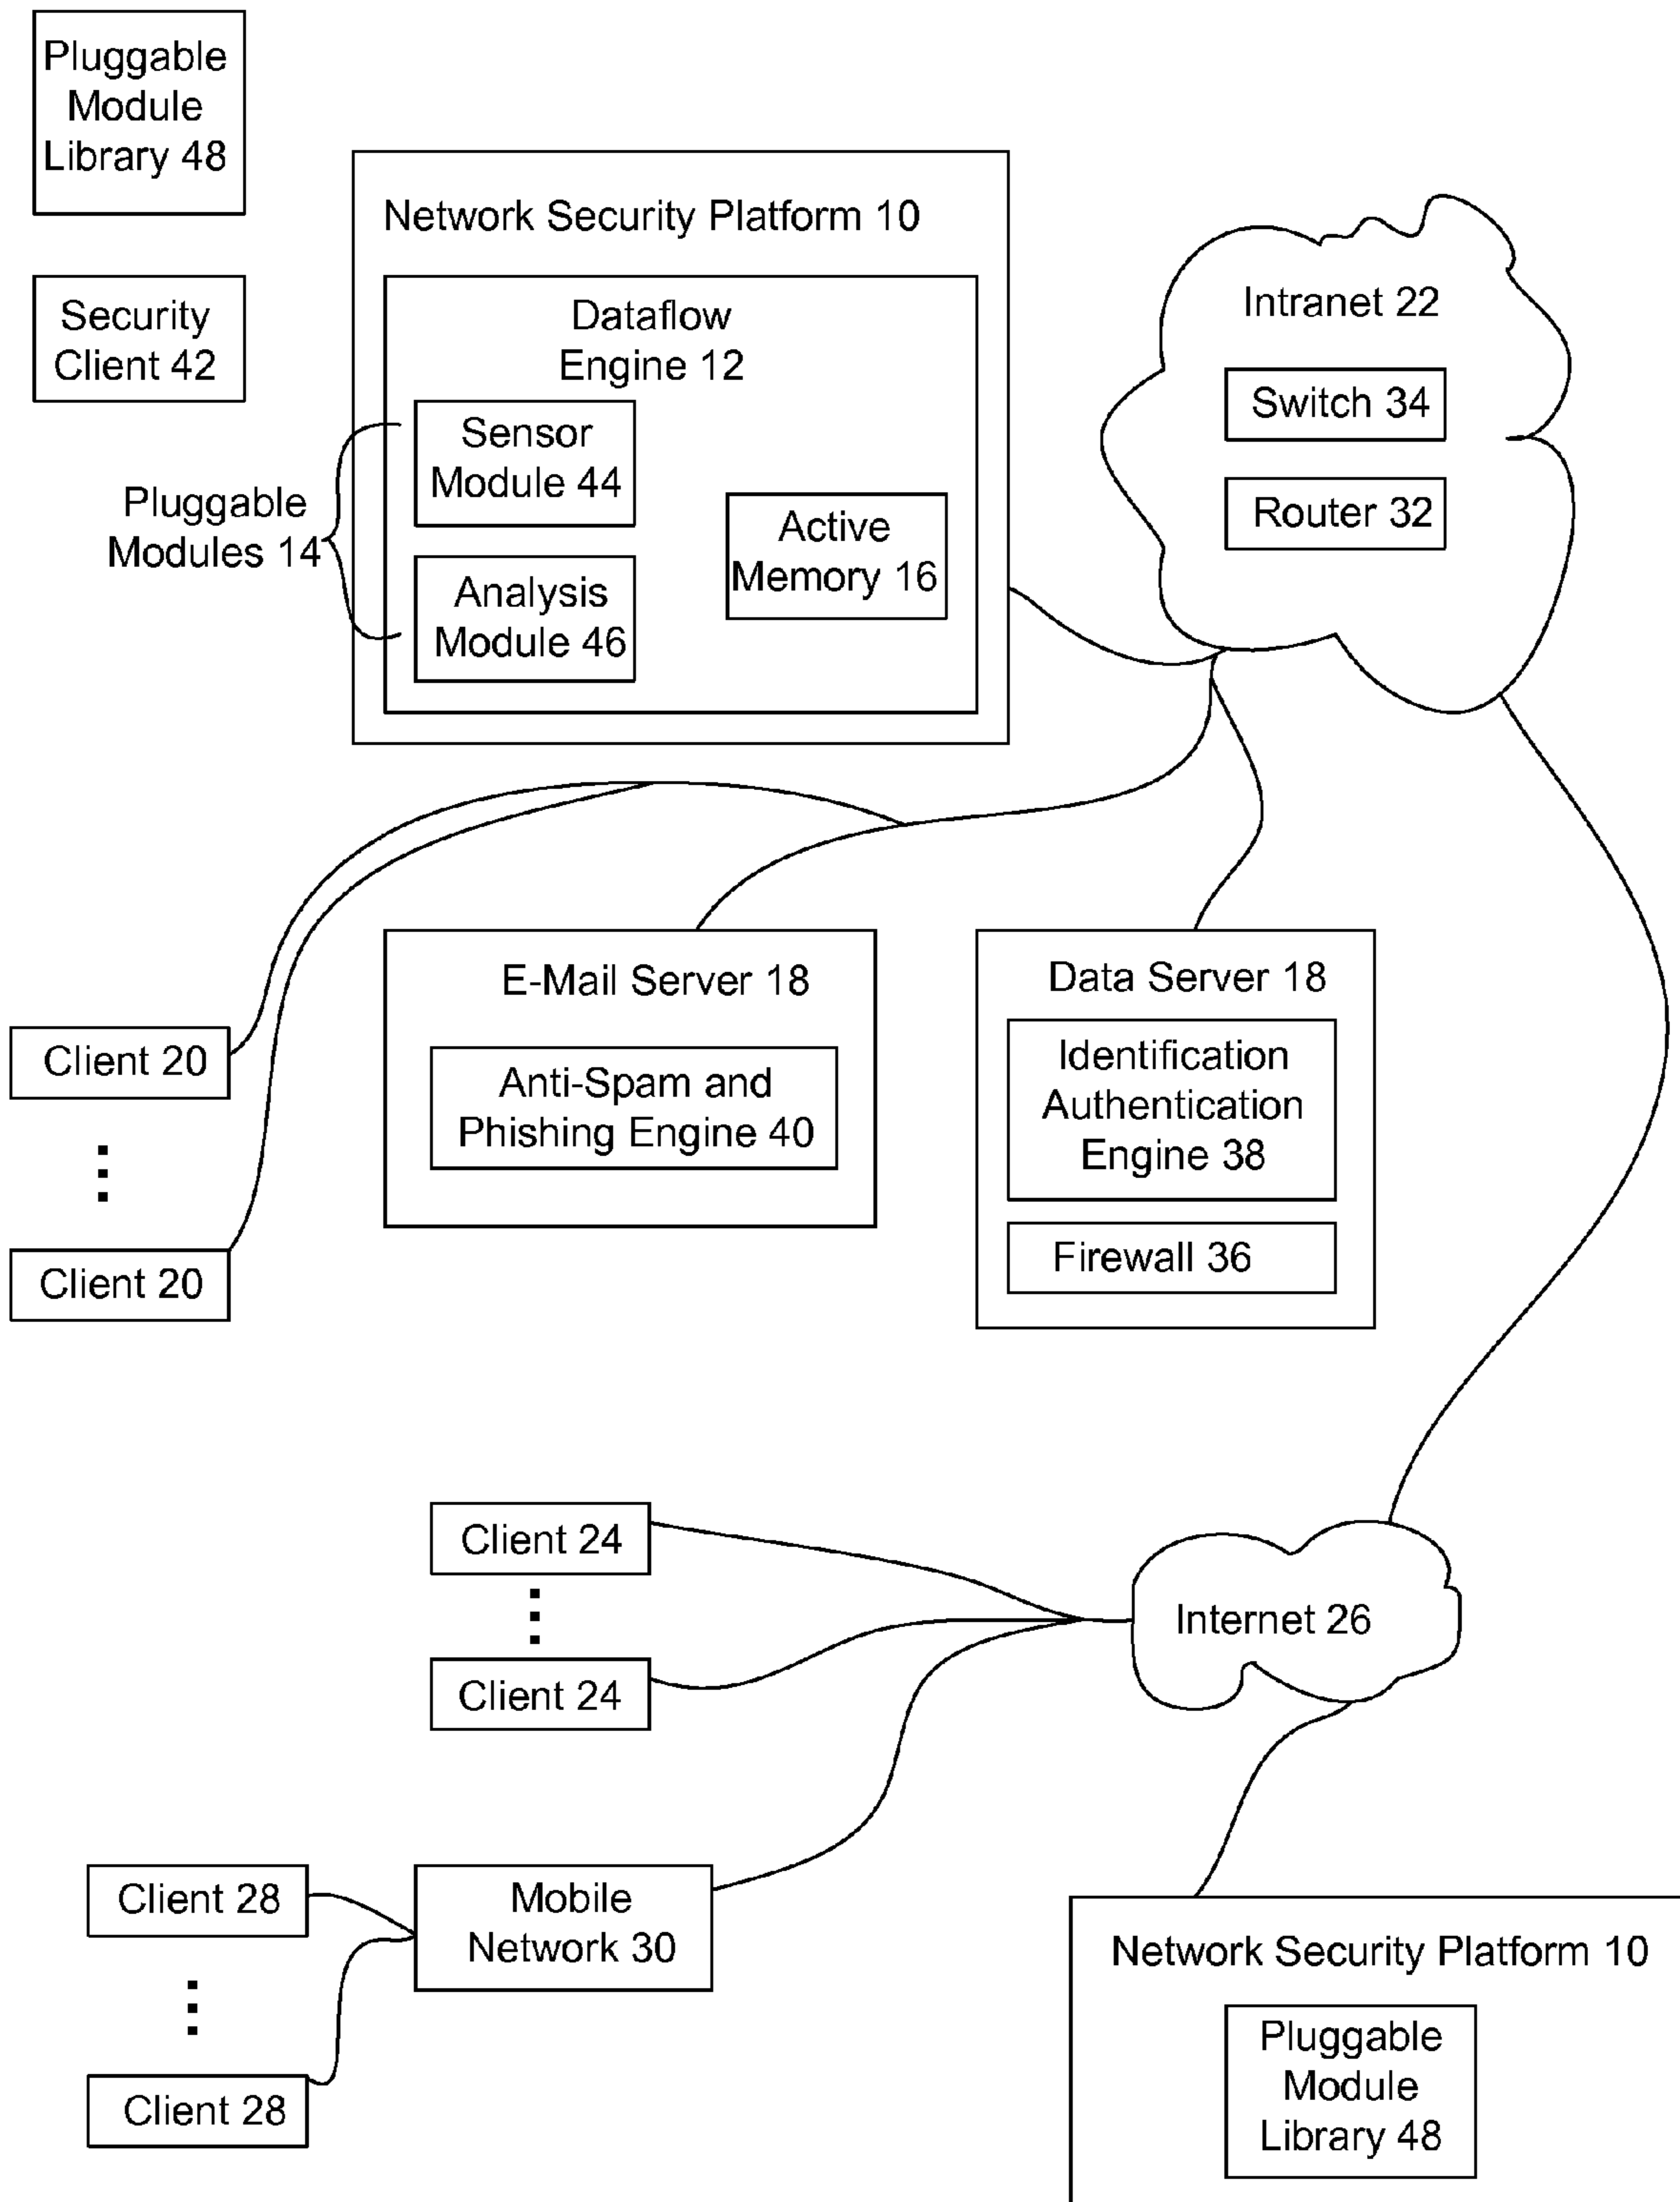 Pluggable
Module
Library 48
Network Security Platform 10
Security
Client 42
Dataflow
Engine 12
Sensor
Module 44
Pluggable
Modules 14
Active
Memory 16
Analysis
Module 46
Intranet 22
Switch 34
Router 32
E-Mail Server 18
Anti-Spam and
Phishing Engine 40
Data Server 18
Identification
Authentication
Engine 38
Firewall 36
Client 20
Client 20
Client 24
Client 24
Internet 26
Client 28
Client 28
Mobile
Network 30
Network Security Platform 10
Pluggable
Module
Library 48